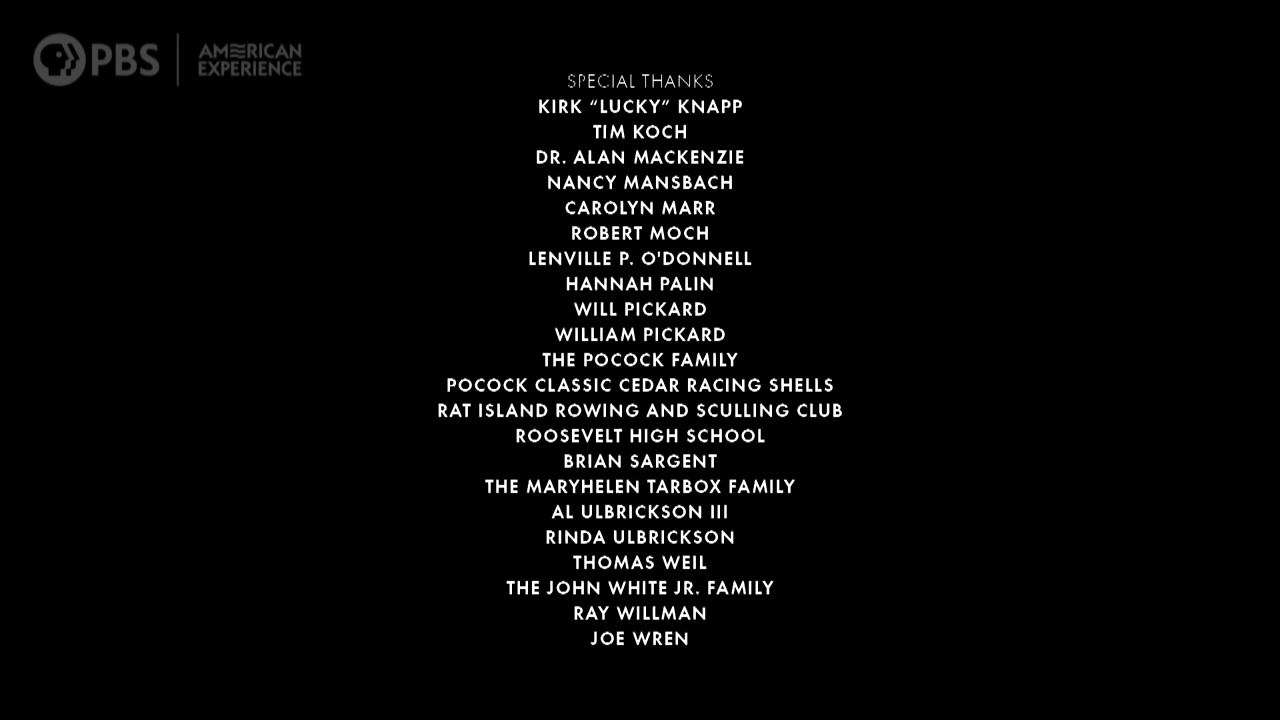 PBS
AMERICAN
EXPERIENCE
SPECIAL THANKS
KIRK “LUCKY” KNAPP
TIM KOCH
DR. ALAN MACKENZIE
NANCY MANSBACH
CAROLYN MARR
ROBERT MOCH
LENVILLE P. O'DONNELL
HANNAH PALIN
WILL PICKARD
WILLIAM PICKARD
THE POCOCK FAMILY
POCOCK CLASSIC CEDAR RACING SHELLS
RAT ISLAND ROWING AND SCULLING CLUB
ROOSEVELT HIGH SCHOOL
BRIAN SARGENT
THE MARYHELEN TARBOX FAMILY
AL ULBRICKSON III
RINDA ULBRICKSON
THOMAS WEIL
THE JOHN WHITE JR. FAMILY
RAY WILLMAN
JOE WREN